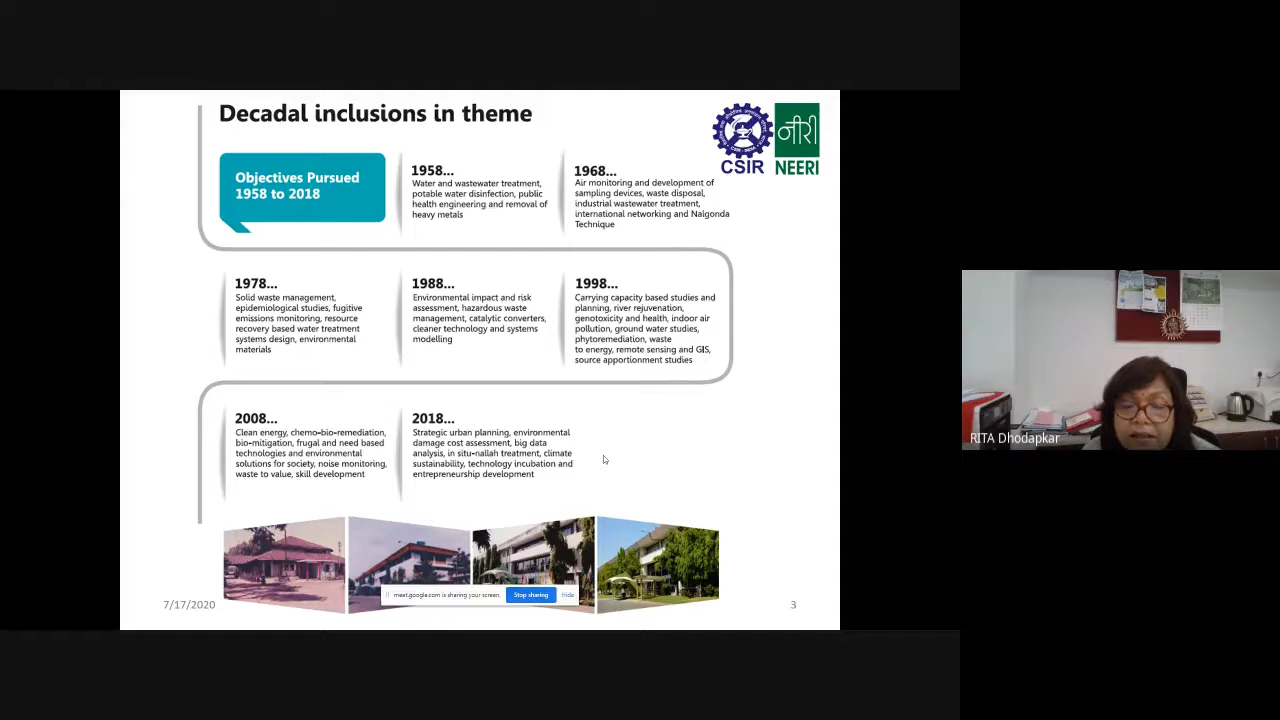 Decadal inclusions in theme
CSIR
नीरी
NEERI
Objectives Pursued
1958 to 2018
1958...
Water and wastewater treatment,
potable water disinfection, public
health engineering and removal of
heavy metals
1968...
Air monitoring and development of
sampling devices, waste disposal,
industrial wastewater treatment,
international networking and Nalgonda
Technique
1978...
Solid waste management,
epidemiological studies, fugitive
emissions monitoring, resource
recovery based water treatment
systems design, environmental
materials
1988...
Environmental impact and risk
assessment, hazardous waste
management, catalytic converters,
cleaner technology and systems
modelling
1998...
Carrying capacity based studies and
planning, river rejuvenation,
genotoxicity and health, indoor air
pollution, ground water studies,
phytoremediation, waste
to energy, remote sensing and GIS,
source apportionment studies
2008...
Clean energy, chemo-bio-remediation,
bio-mitigation, frugal and need based
technologies and environmental
solutions for society, noise monitoring,
waste to value, skill development
2018...
Strategic urban planning, environmental
damage cost assessment, big data
analysis, in situ-nallah treatment, climate
sustainability, technology incubation and
entrepreneurship development
meet.google.com is sharing your screen.
Stop sharing
Hide
7/17/2020
3
RITA Dhodapkar